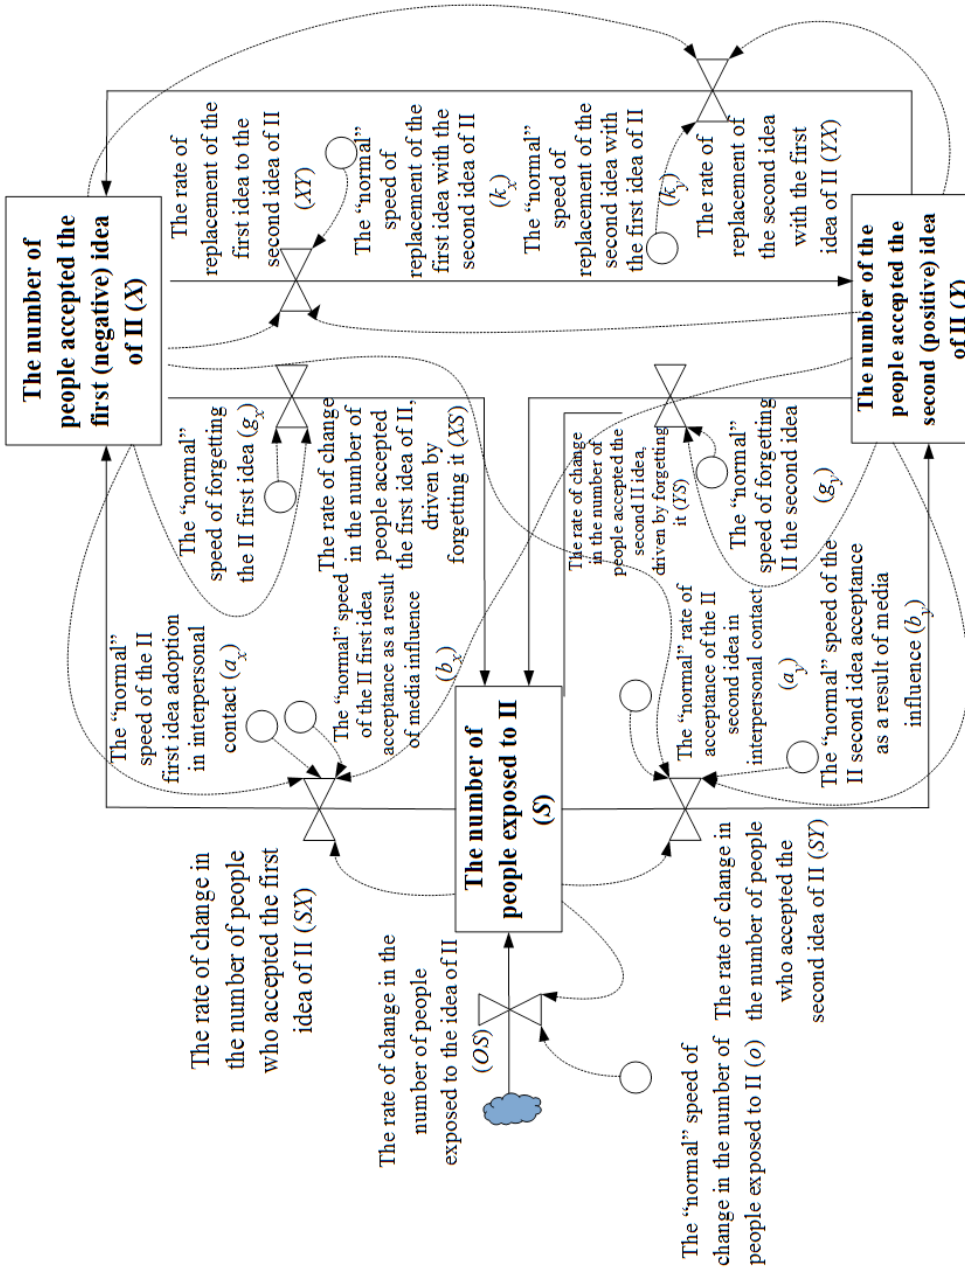 The number of
people accepted the
first (negative) idea
of II (X)
The rate of
replacement of the
first idea to the
second idea of II
(XY)
The “normal”
speed of
replacement of the
first idea with the
second idea of II
(kx)
The “normal”
speed of
replacement of the
second idea with
the first idea of II
(ky)
The rate of
replacement of
the second idea
with the first
idea of II (YX)
The number of the
people accepted the
second (positive) idea
of II (Y)
The “normal”
speed of forgetting
the II first idea (gx)
The rate of change
in the number of
people accepted
the first idea of II,
driven by
forgetting it (XS)
The rate of change
in the number of
people accepted the
second II idea,
driven by forgetting
it (YS)
The “normal”
speed of forgetting
II the second idea
(gy)
The “normal”
speed of the II
first idea adoption
in interpersonal
contact (ax)
The “normal” speed
of the II first idea
acceptance as a result
of media influence
(bx)
The “normal” rate of
acceptance of the II
second idea in
interpersonal contact
(ay)
The “normal” speed of the
II second idea acceptance
as a result of media
influence (by)
The number of
people exposed to II
(S)
The rate of change in
the number of people
who accepted the first
idea of II (SX)
The rate of change in the
number of people
exposed to the idea of II
(OS)
The rate of change in
the number of people
who accepted the
second idea of II (SY)
The “normal” speed of
change in the number of
people exposed to II (o)